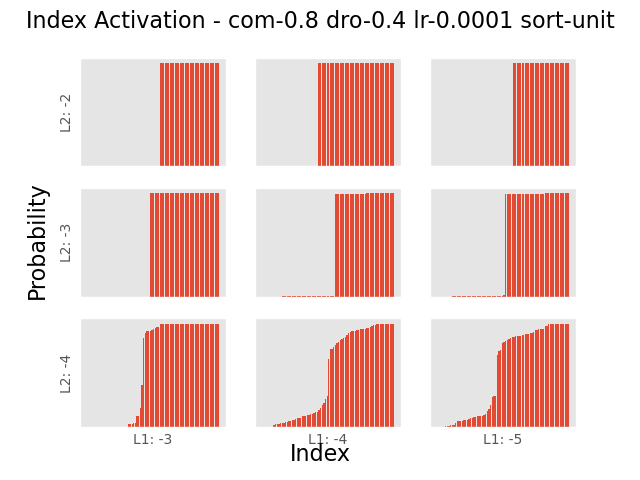 Index Activation - com-0.8 dro-0.4 lr-0.0001 sort-unit
L2: -2
Probability
L2: -3
L2: -4
L1: -3
L1: -4
L1: -5
Index